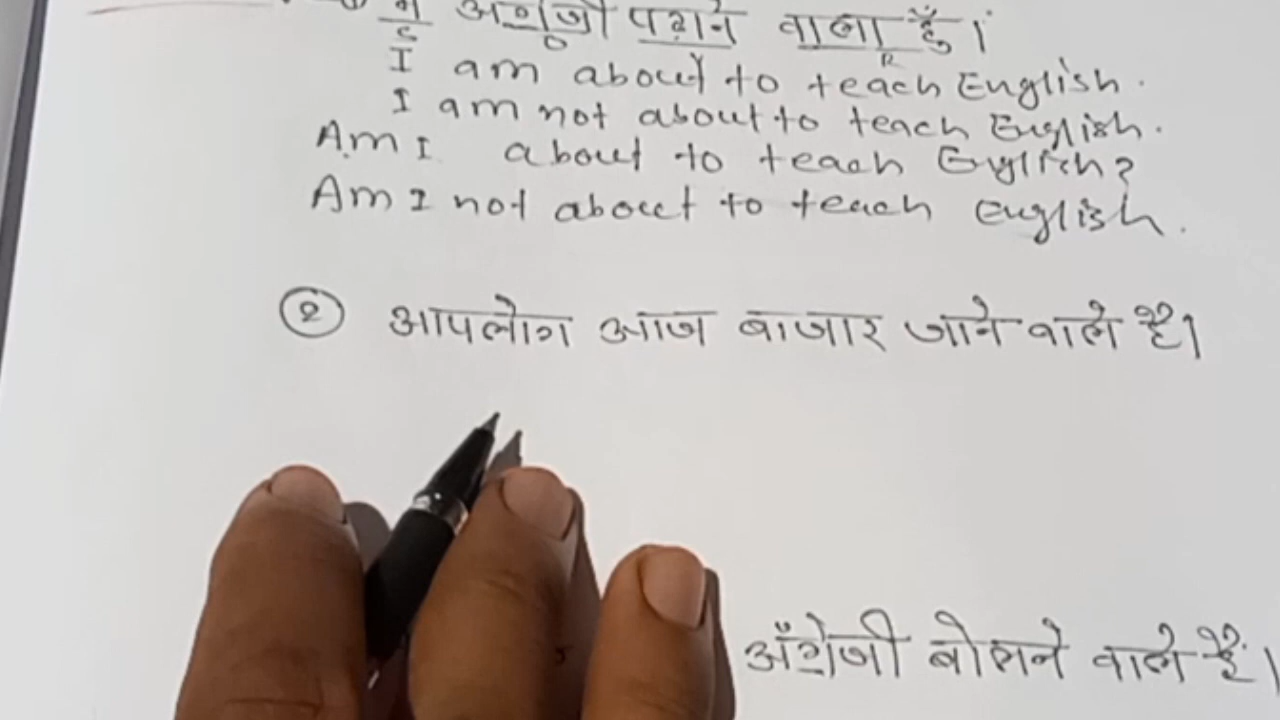 ① मैं अंग्रेजी पढ़ाने वाला हूँ।
S O V R
I am about to teach English.
I am not about to teach English.
Am I about to teach English?
Am I not about to teach English.
② आपलोग आज बाजार जाने वाले है।
अँग्रेजी बोलने वाले हैं।